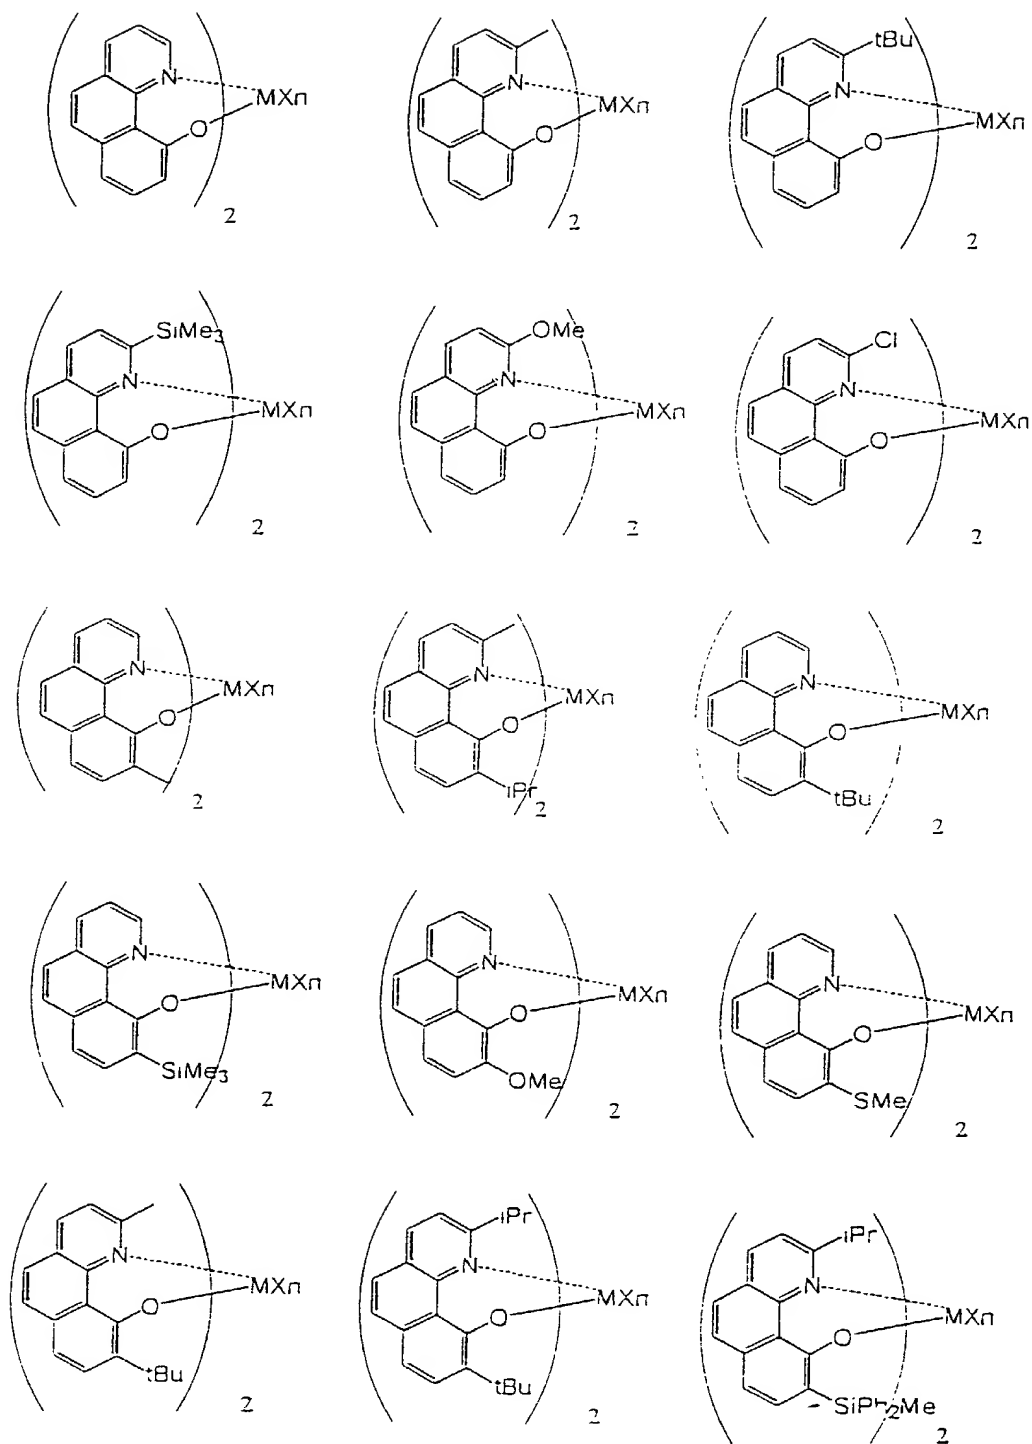 N MXn O 2
N MXn O 2
tBu N MXn O 2
SiMe3 N MXn O 2
OMe N MXn O 2
Cl N MXn O 2
N MXn O 2
N MXn O iPr 2
N MXn O tBu 2
N MXn O SiMe3 2
N MXn O OMe 2
N MXn O SMe 2
N MXn O tBu 2
iPr N MXn O tBu 2
iPr N MXn O SiPh2Me 2